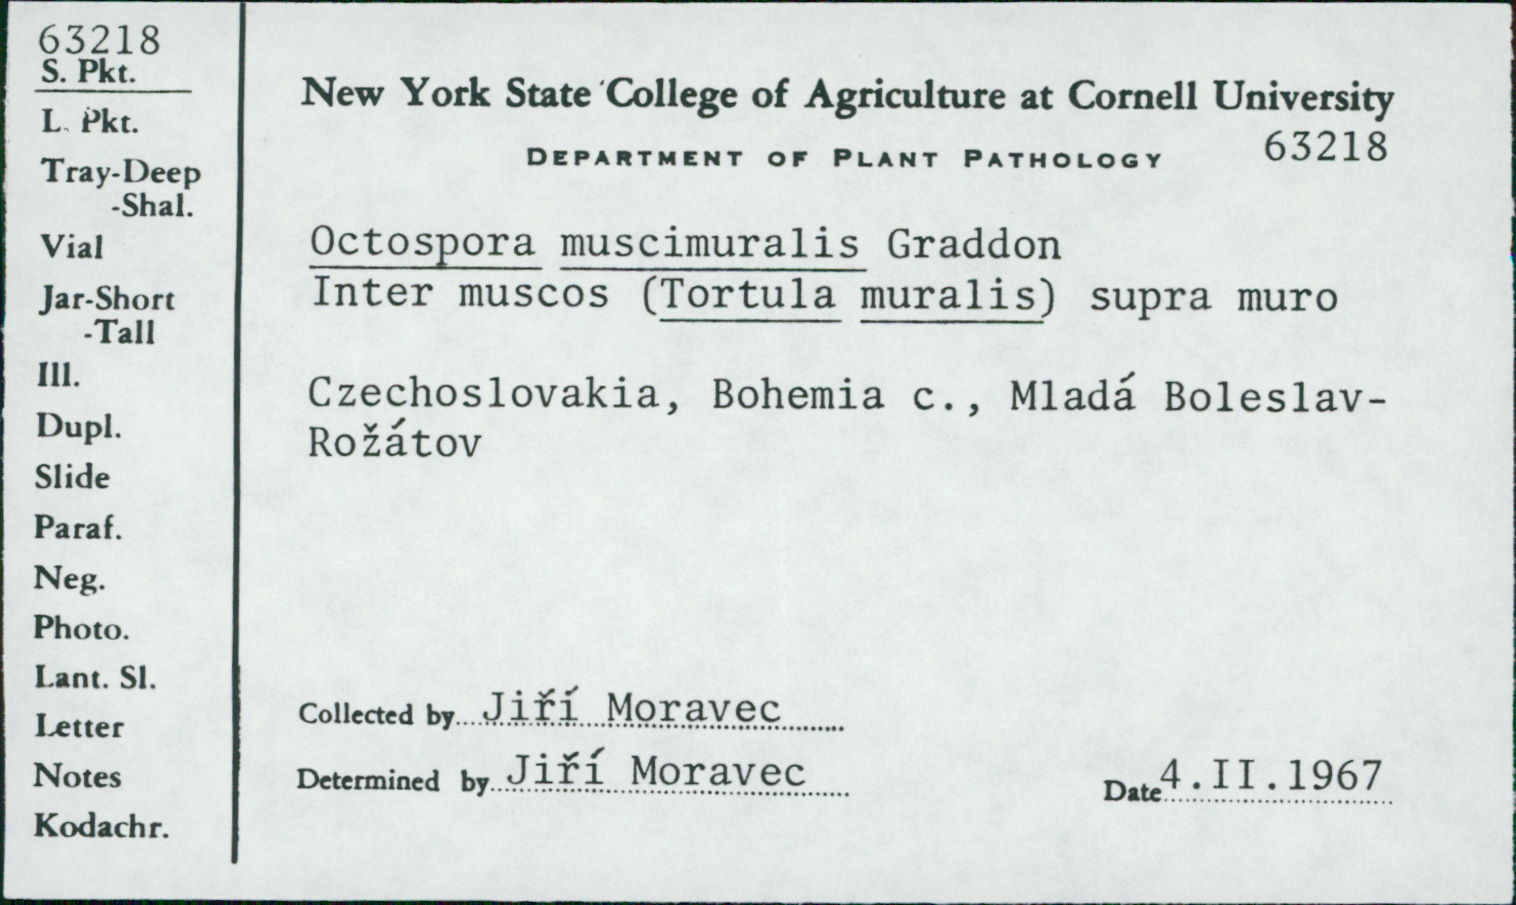 63218
S. Pkt.
L. Pkt.
Tray-Deep
-Shal.
Vial
Jar-Short
-Tall
Ill.
Dupl.
Slide
Paraf.
Neg.
Photo.
Lant. Sl.
Letter
Notes
Kodachr.
New York State College of Agriculture at Cornell University
DEPARTMENT OF PLANT PATHOLOGY 63218
Octospora muscimuralis Graddon
Inter muscos (Tortula muralis) supra muro
Czechoslovakia, Bohemia c., Mladá Boleslav-
Rožátov
Collected by Jiří Moravec
Determined by Jiří Moravec Date 4.II.1967